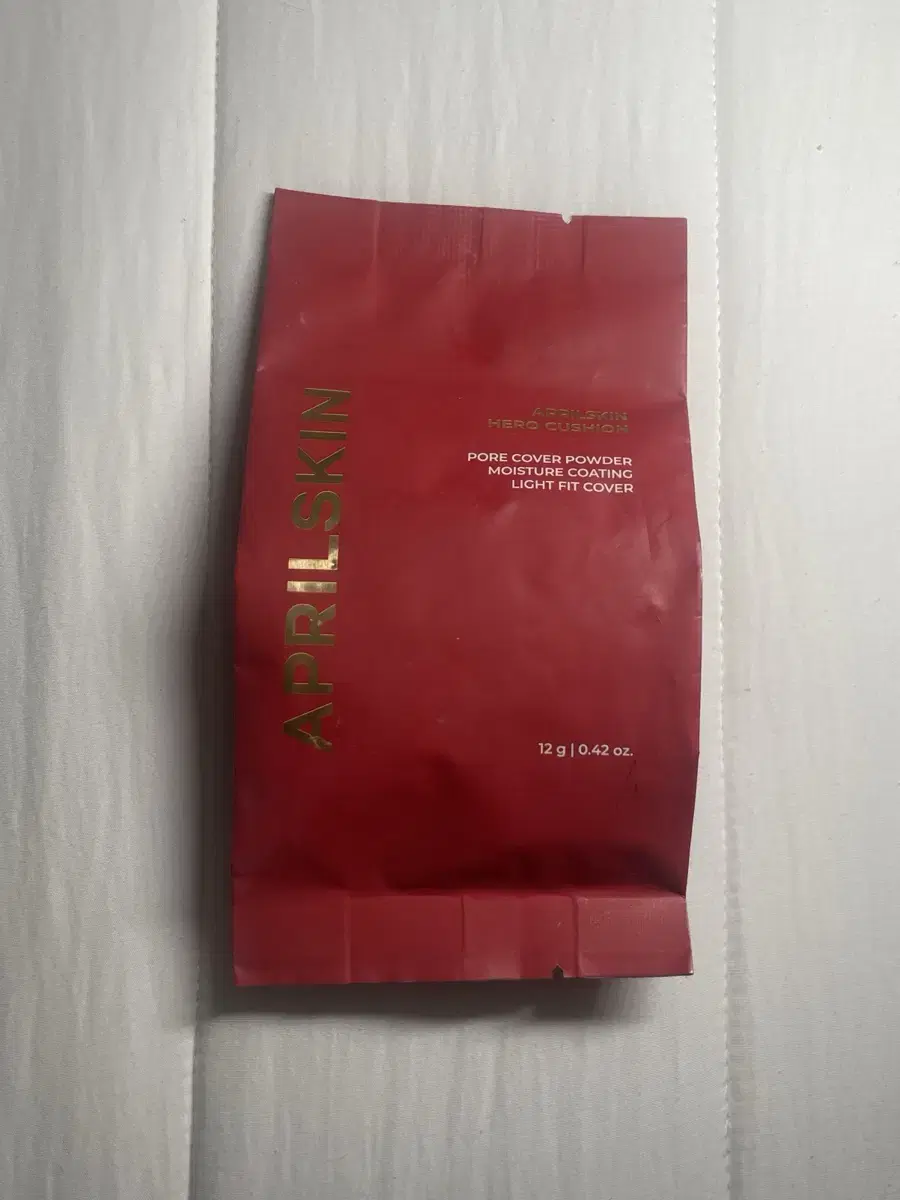 APRILSKIN
APRILSKIN
HERO CUSHION
PORE COVER POWDER
MOISTURE COATING
LIGHT FIT COVER
12 g | 0.42 oz.